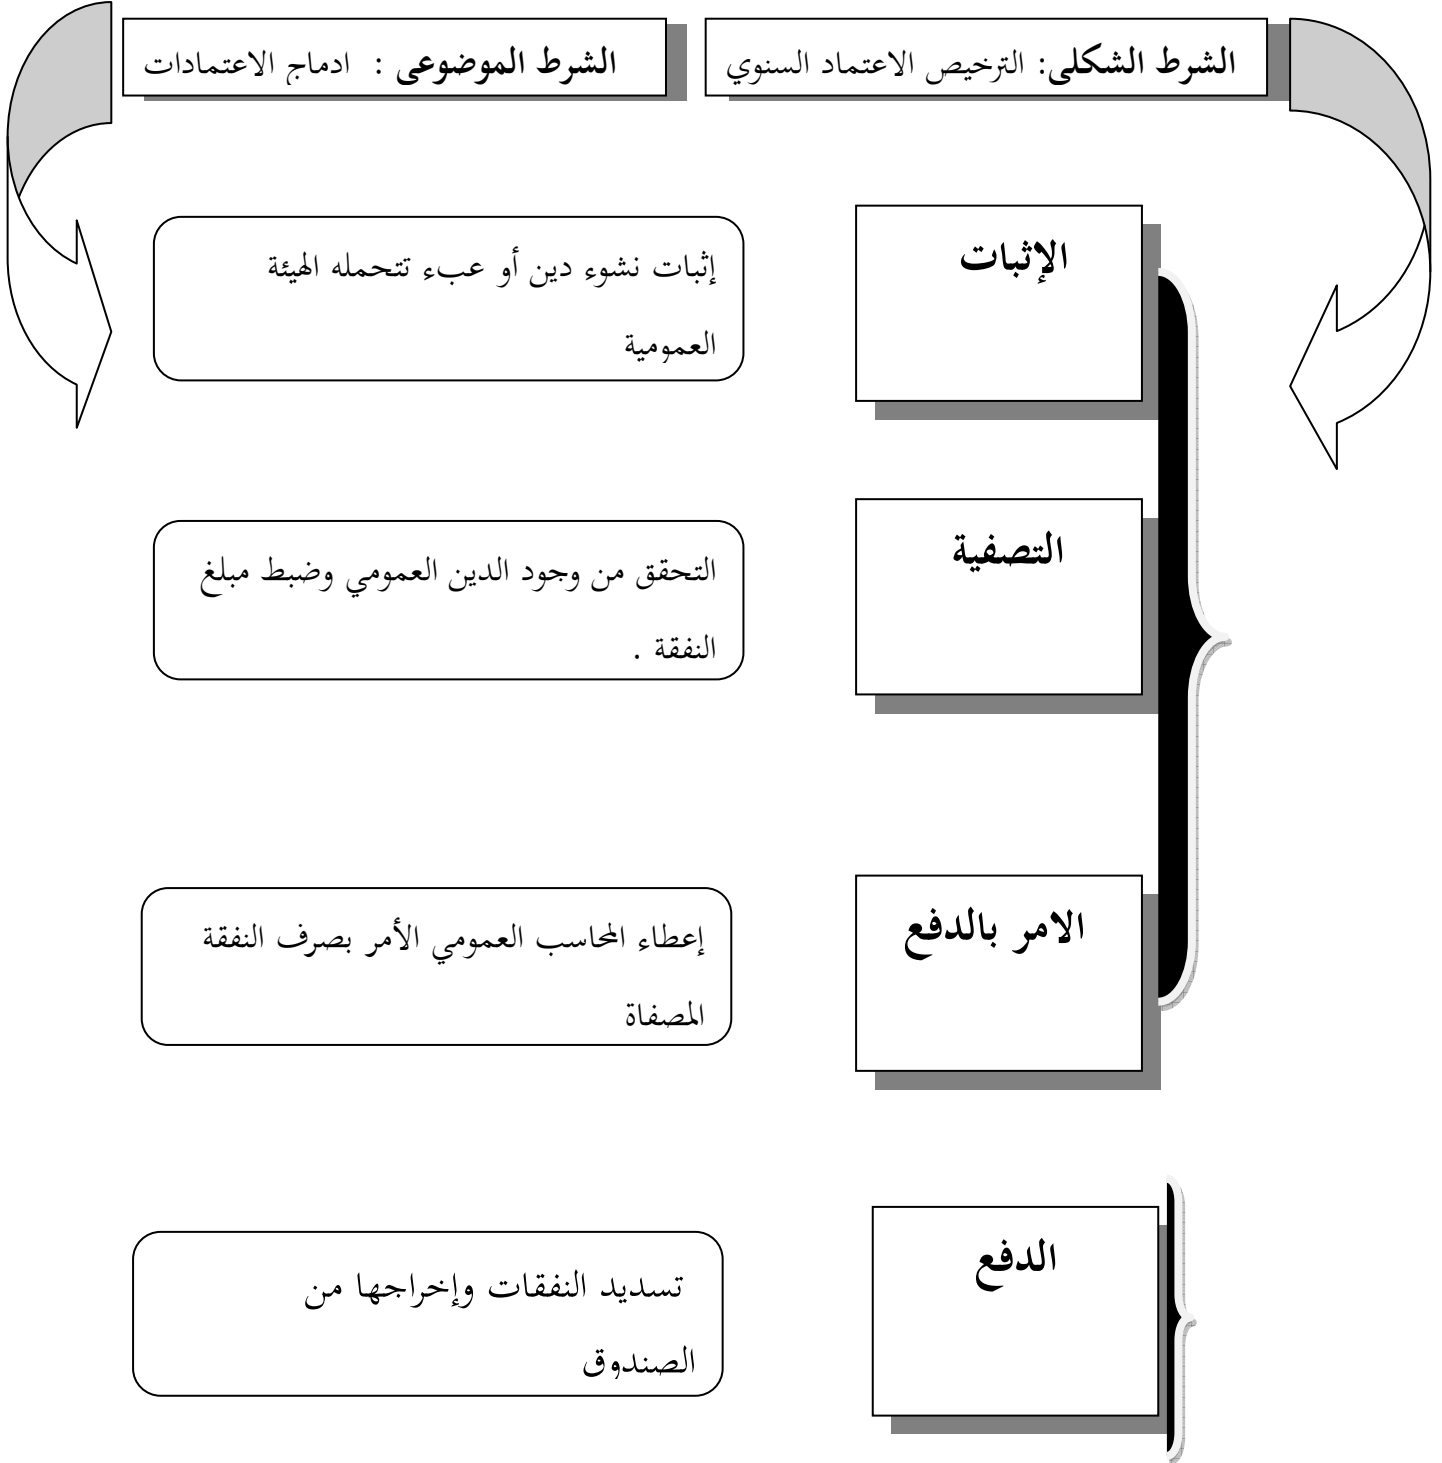 الشرط الشكلى: الترخيص الاعتماد السنوي
الشرط الموضوعى : ادماج الاعتمادات
الإثبات
إثبات نشوء دين أو عبء تتحمله الهيئة
العمومية
التصفية
التحقق من وجود الدين العمومي وضبط مبلغ
النفقة .
الامر بالدفع
إعطاء المحاسب العمومي الأمر بصرف النفقة
المصفاة
الدفع
تسديد النفقات وإخراجها من
الصندوق